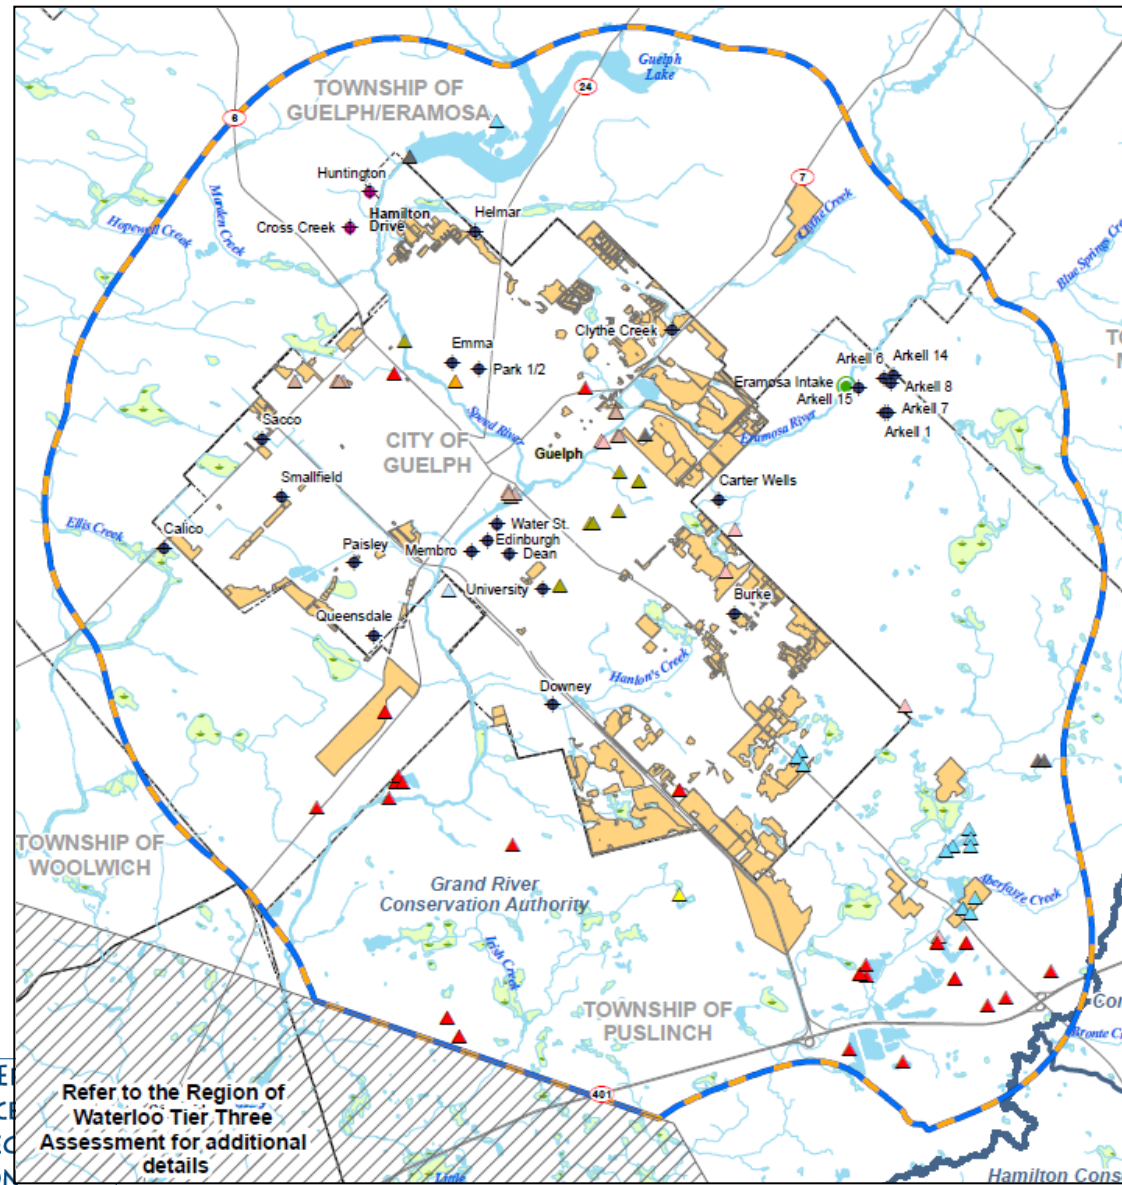 Guelph
Lake
TOWNSHIP OF
GUELPH/ERAMOSA
24
6
7
Huntington
Hamilton
Drive
Helmar
Cross Creek
Marden Creek
Hopewell Creek
Clythe Creek
Blue Springs Cre
Clythe Creek
Emma
Park 1/2
Arkell 6
Arkell 14
Eramosa Intake
Arkell 8
Arkell 15
Arkell 7
Arkell 1
Eramosa River
Speed River
Sacco
CITY OF
GUELPH
Guelph
Smallfield
Carter Wells
Ellis Creek
Calico
Water St.
Edinburgh
Paisley
Membro
Dean
University
Burke
Queensdale
Hanlon's Creek
Downey
TOWNSHIP OF
WOOLWICH
Grand River
Conservation Authority
Aberfoyle Creek
Irish Creek
TOWNSHIP OF
PUSLINCH
Con
Bronte C
401
Refer to the Region of
Waterloo Tier Three
Assessment for additional
details
Little
Hamilton Cons